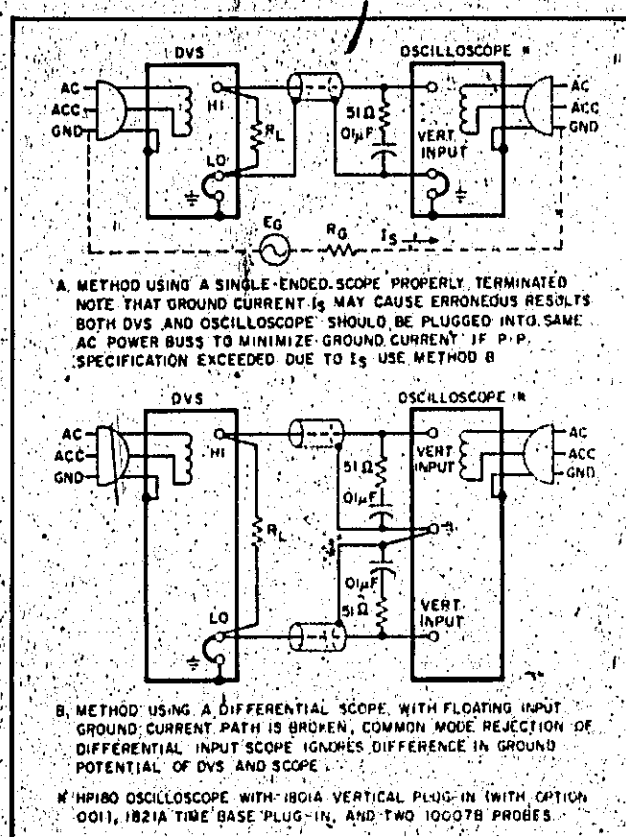 DVS
OSCILLOSCOPE *
AC
ACC
GND
HI
RL
LO
51Ω
.01µF
VERT
INPUT
AC
ACC
GND
EG
RG
IS
A. METHOD USING A SINGLE-ENDED SCOPE PROPERLY TERMINATED
NOTE THAT GROUND CURRENT IS MAY CAUSE ERRONEOUS RESULTS
BOTH DVS AND OSCILLOSCOPE SHOULD BE PLUGGED INTO SAME
AC POWER BUSS TO MINIMIZE GROUND CURRENT IF P-P
SPECIFICATION EXCEEDED DUE TO IS USE METHOD B
DVS
OSCILLOSCOPE *
AC
ACC
GND
HI
RL
LO
51Ω
.01µF
.01µF
51Ω
VERT
INPUT
VERT
INPUT
AC
ACC
GND
B. METHOD USING A DIFFERENTIAL SCOPE WITH FLOATING INPUT
GROUND CURRENT PATH IS BROKEN, COMMON MODE REJECTION OF
DIFFERENTIAL INPUT SCOPE IGNORES DIFFERENCE IN GROUND
POTENTIAL OF DVS AND SCOPE
* HP180 OSCILLOSCOPE WITH 1801A VERTICAL PLUG-IN (WITH OPTION
001), 1821A TIME BASE PLUG-IN, AND TWO 10007B PROBES.